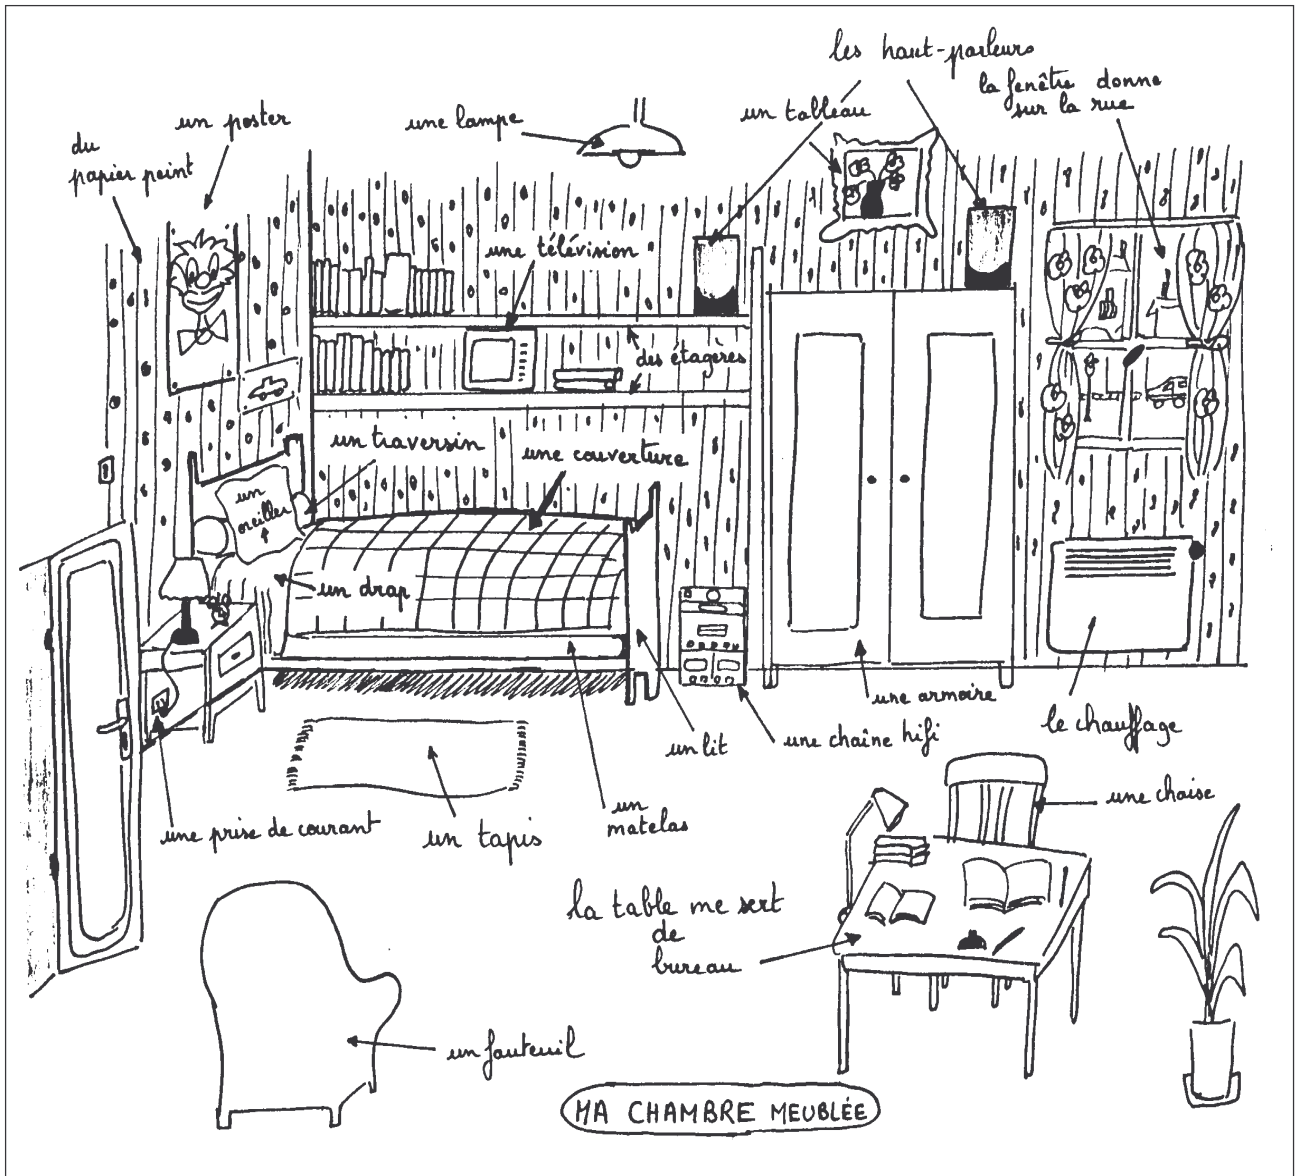 les haut-parleurs
la fenêtre donne
sur la rue
un tableau
une lampe
un poster
du
papier peint
une télévision
des étagères
un traversin
une couverture
un
oreiller
un drap
une armoire
le chauffage
un lit
une chaîne hifi
une chaise
un
matelas
une prise de courant
un tapis
la table me sert
de
bureau
un fauteuil
MA CHAMBRE MEUBLÉE